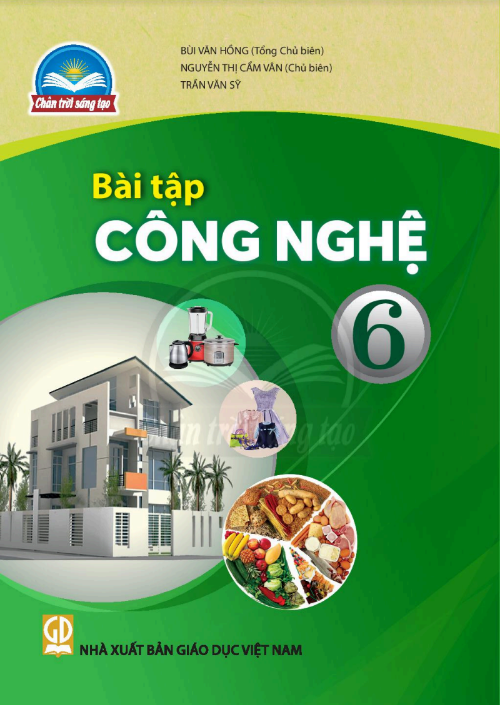 BÙI VĂN HỒNG (Tổng Chủ biên)
NGUYỄN THỊ CẨM VÂN (Chủ biên)
TRẦN VĂN SỸ
Chân trời sáng tạo
Bài tập
CÔNG NGHỆ
6
Chân trời sáng tạo
GD
NHÀ XUẤT BẢN GIÁO DỤC VIỆT NAM